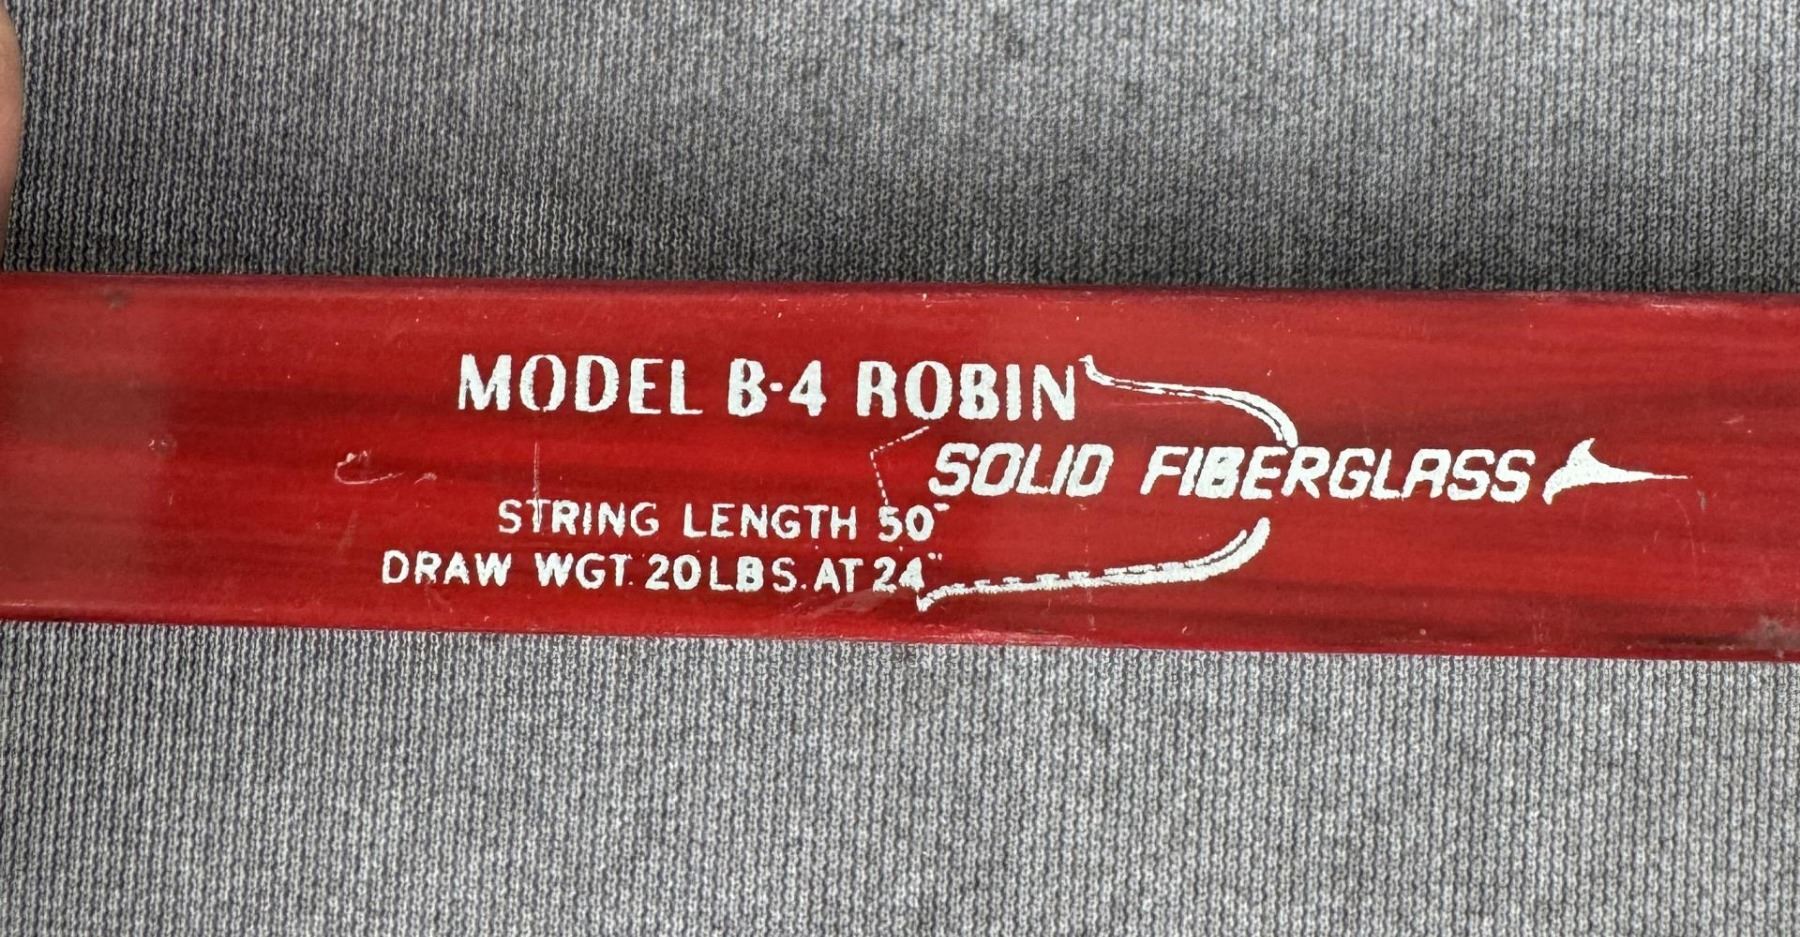 MODEL B-4 ROBIN
SOLID FIBERGLASS
STRING LENGTH 50"
DRAW WGT. 20 LBS. AT 24"